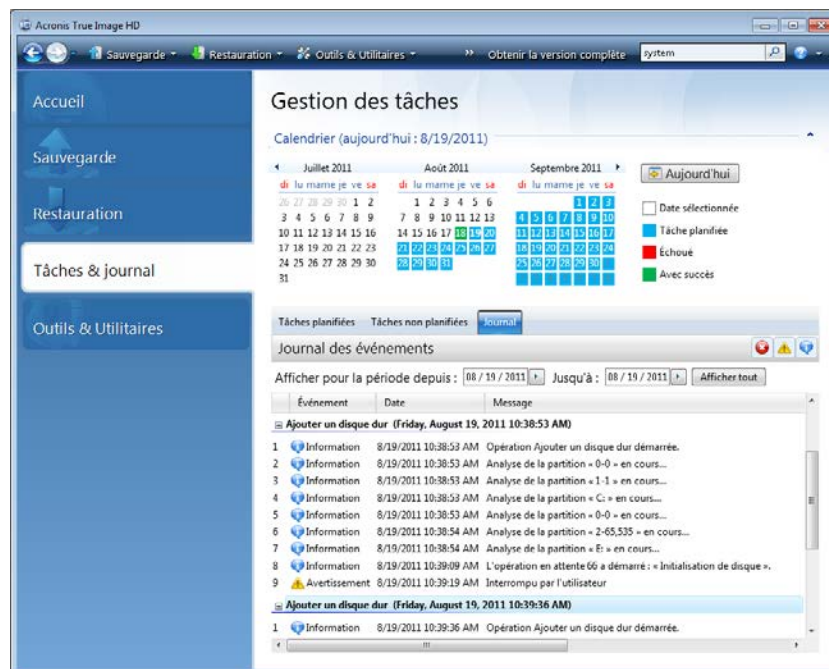 Acronis True Image HD
Sauvegarde Restauration Outils & Utilitaires » Obtenir la version complète system
Accueil
Sauvegarde
Restauration
Tâches & journal
Outils & Utilitaires
Gestion des tâches
Calendrier (aujourd'hui : 8/19/2011)
Juillet 2011 Août 2011 Septembre 2011
di lu ma me je ve sa di lu ma me je ve sa di lu ma me je ve sa
26 27 28 29 30 1 2 1 2 3 4 5 6 1 2 3
3 4 5 6 7 8 9 7 8 9 10 11 12 13 4 5 6 7 8 9 10
10 11 12 13 14 15 16 14 15 16 17 18 19 20 11 12 13 14 15 16 17
17 18 19 20 21 22 23 21 22 23 24 25 26 27 18 19 20 21 22 23 24
24 25 26 27 28 29 30 28 29 30 31 25 26 27 28 29 30
31
Aujourd'hui
Date sélectionnée
Tâche planifiée
Échoué
Avec succès
Tâches planifiées Tâches non planifiées Journal
Journal des événements
Afficher pour la période depuis : 08 / 19 / 2011 Jusqu'à : 08 / 19 / 2011 Afficher tout
Événement Date Message
Ajouter un disque dur (Friday, August 19, 2011 10:38:53 AM)
1 Information 8/19/2011 10:38:53 AM Opération Ajouter un disque dur démarrée.
2 Information 8/19/2011 10:38:53 AM Analyse de la partition « 0-0 » en cours...
3 Information 8/19/2011 10:38:53 AM Analyse de la partition « 1-1 » en cours...
4 Information 8/19/2011 10:38:53 AM Analyse de la partition « C: » en cours...
5 Information 8/19/2011 10:38:53 AM Analyse de la partition « 0-0 » en cours...
6 Information 8/19/2011 10:38:54 AM Analyse de la partition « 2-65,535 » en cours...
7 Information 8/19/2011 10:38:54 AM Analyse de la partition « E: » en cours...
8 Information 8/19/2011 10:39:09 AM L'opération en attente 66 a démarré : « Initialisation de disque ».
9 Avertissement 8/19/2011 10:39:19 AM Interrompu par l'utilisateur
Ajouter un disque dur (Friday, August 19, 2011 10:39:36 AM)
1 Information 8/19/2011 10:39:36 AM Opération Ajouter un disque dur démarrée.